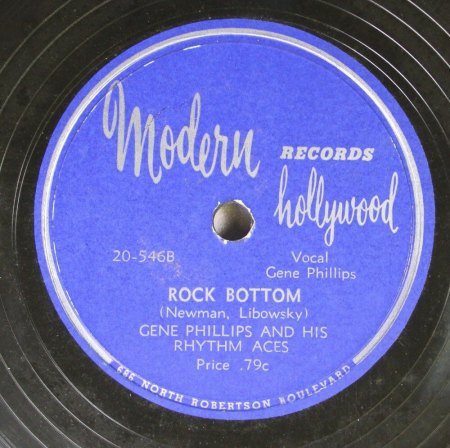 Modern
RECORDS
hollywood
20-546B
Vocal
Gene Phillips
ROCK BOTTOM
(Newman, Libowsky)
GENE PHILLIPS AND HIS
RHYTHM ACES
Price .79c
686 NORTH ROBERTSON BOULEVARD